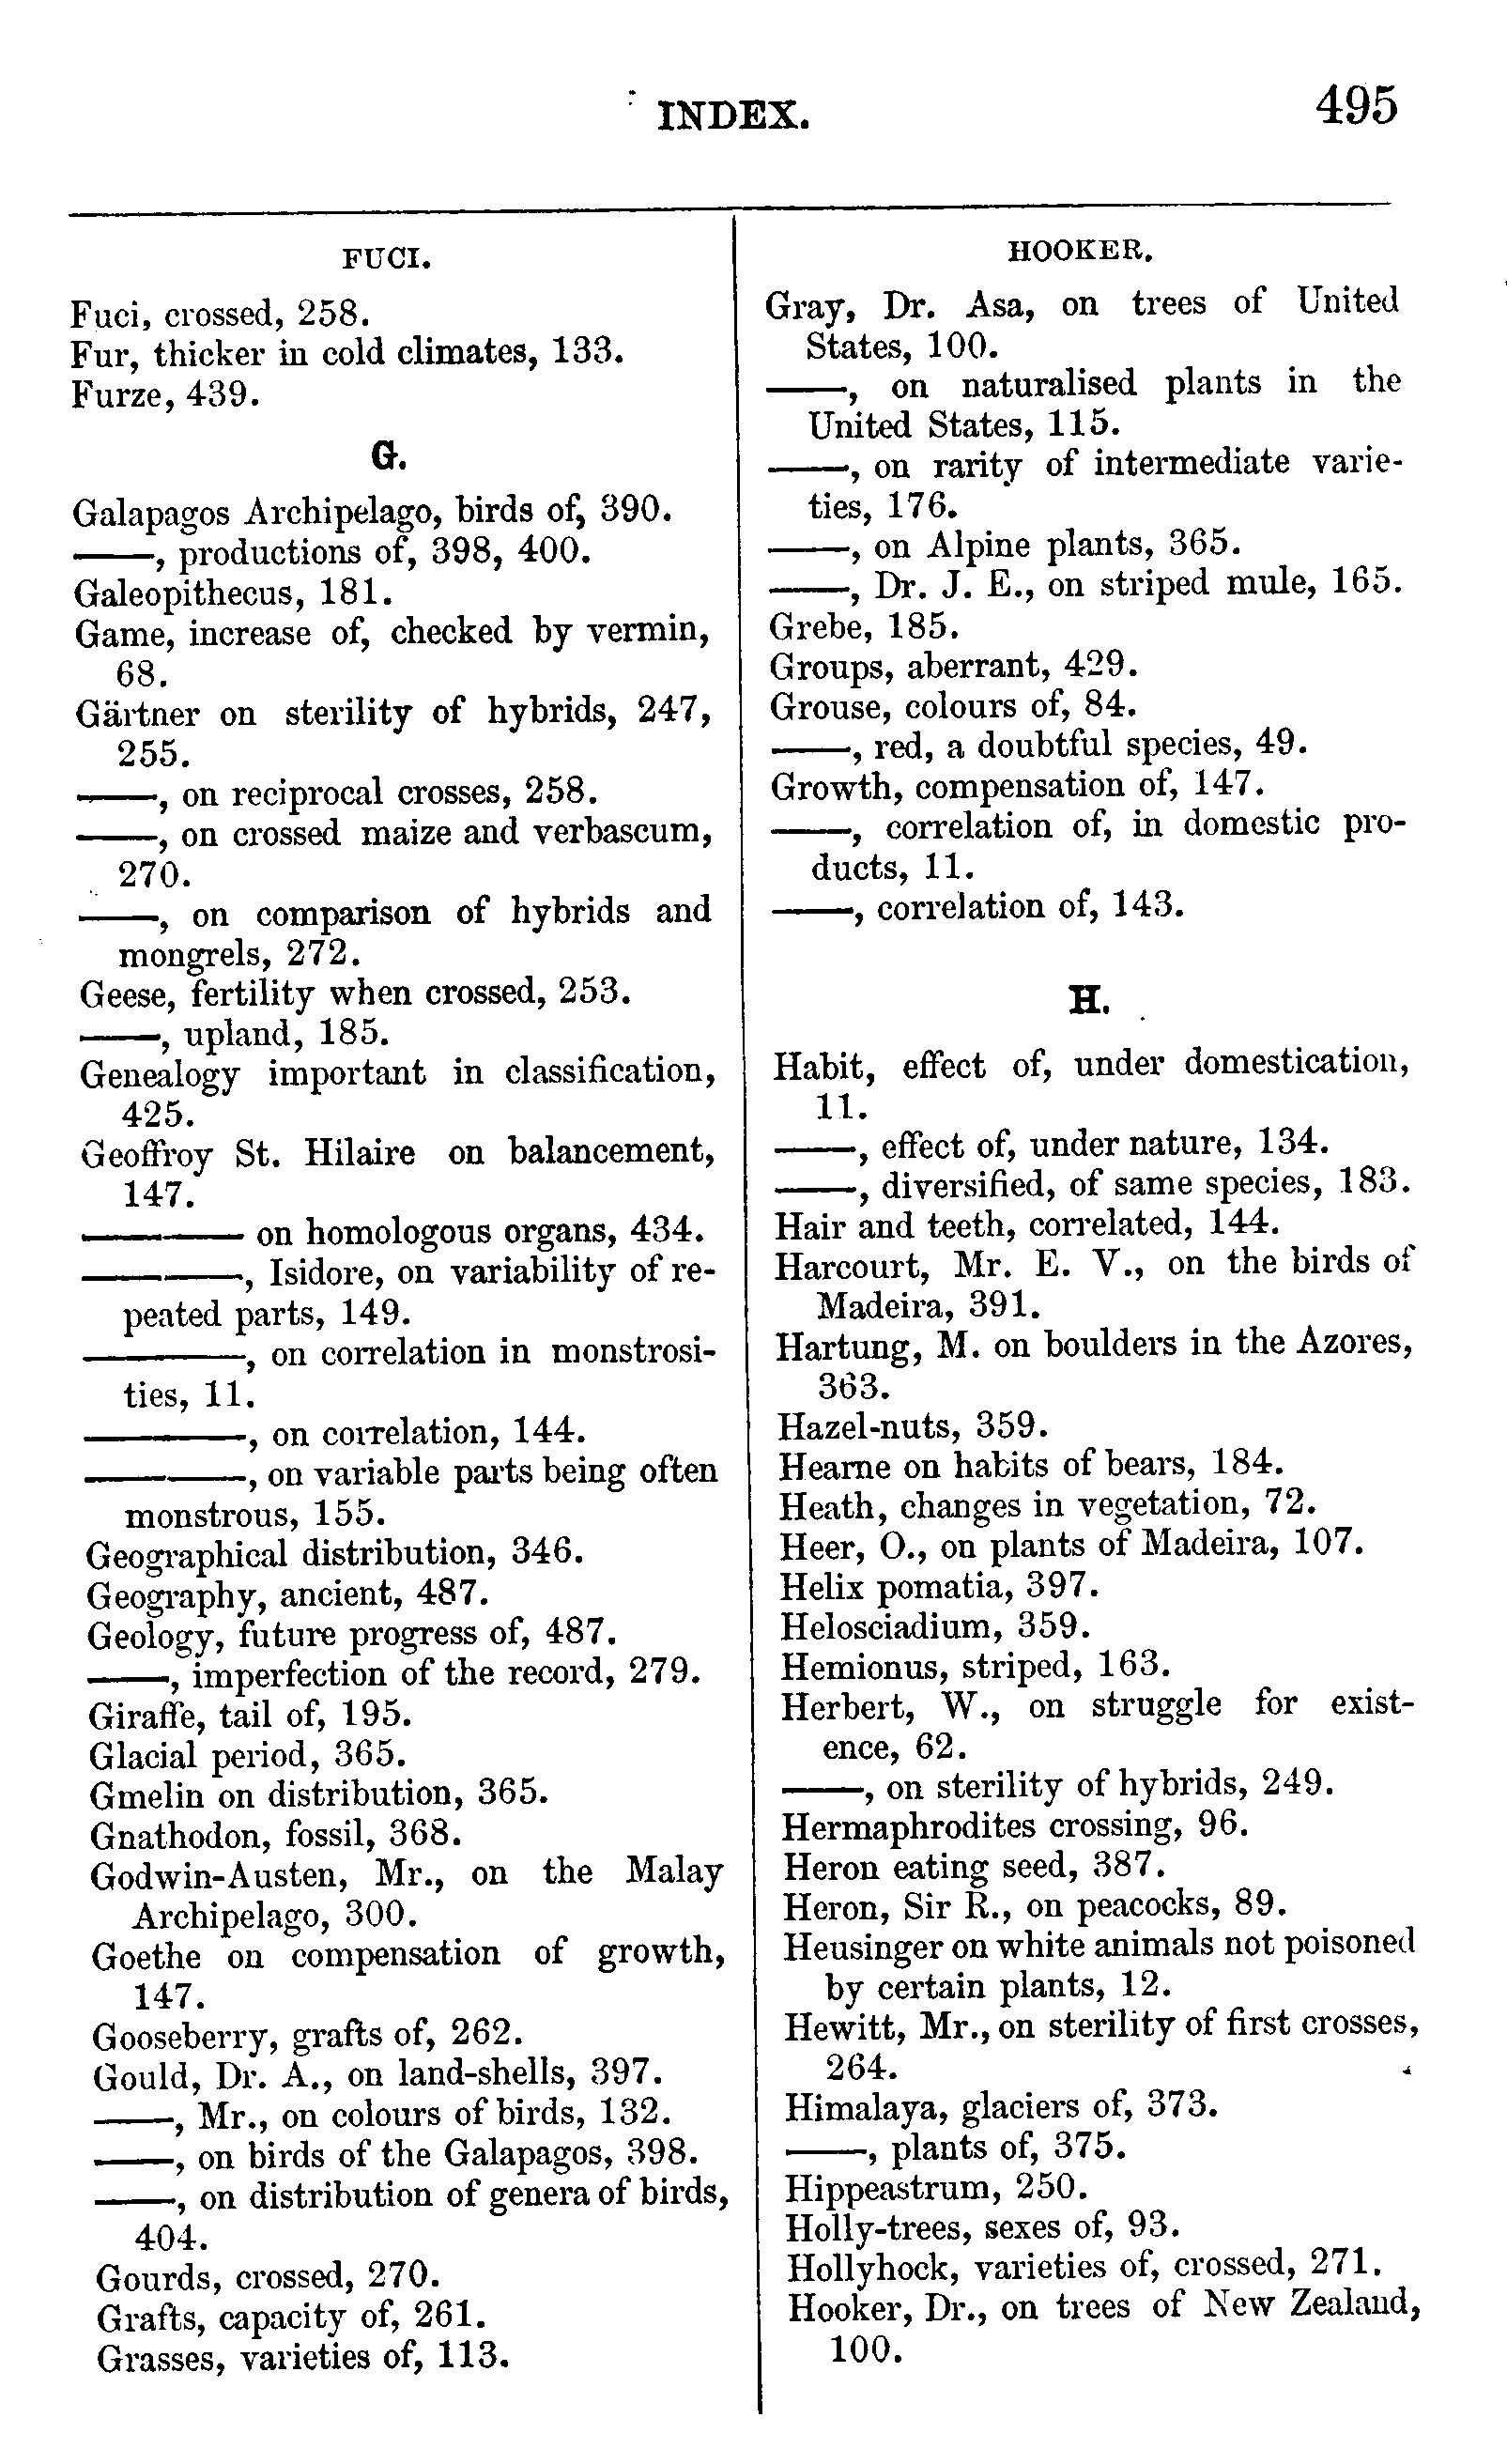 INDEX.
495
FUCI.
Fuci, crossed, 258.
Fur, thicker in cold climates, 133.
Furze, 439.
G.
Galapagos Archipelago, birds of, 390.
———, productions of, 398, 400.
Galeopithecus, 181.
Game, increase of, checked by vermin,
68.
Gärtner on sterility of hybrids, 247,
255.
———, on reciprocal crosses, 258.
———, on crossed maize and verbascum,
270.
———, on comparison of hybrids and
mongrels, 272.
Geese, fertility when crossed, 253.
———, upland, 185.
Genealogy important in classification,
425.
Geoffroy St. Hilaire on balancement,
147.
—————— on homologous organs, 434.
——————, Isidore, on variability of re-
peated parts, 149.
——————, on correlation in monstrosi-
ties, 11.
——————, on correlation, 144.
——————, on variable parts being often
monstrous, 155.
Geographical distribution, 346.
Geography, ancient, 487.
Geology, future progress of, 487.
———, imperfection of the record, 279.
Giraffe, tail of, 195.
Glacial period, 365.
Gmelin on distribution, 365.
Gnathodon, fossil, 368.
Godwin-Austen, Mr., on the Malay
Archipelago, 300.
Goethe on compensation of growth,
147.
Gooseberry, grafts of, 262.
Gould, Dr. A., on land-shells, 397.
———, Mr., on colours of birds, 132.
———, on birds of the Galapagos, 398.
———, on distribution of genera of birds,
404.
Gourds, crossed, 270.
Grafts, capacity of, 261.
Grasses, varieties of, 113.
HOOKER.
Gray, Dr. Asa, on trees of United
States, 100.
———, on naturalised plants in the
United States, 115.
———, on rarity of intermediate varie-
ties, 176.
———, on Alpine plants, 365.
———, Dr. J. E., on striped mule, 165.
Grebe, 185.
Groups, aberrant, 429.
Grouse, colours of, 84.
———, red, a doubtful species, 49.
Growth, compensation of, 147.
———, correlation of, in domestic pro-
ducts, 11.
———, correlation of, 143.
H.
Habit, effect of, under domestication,
11.
———, effect of, under nature, 134.
———, diversified, of same species, 183.
Hair and teeth, correlated, 144.
Harcourt, Mr. E. V., on the birds of
Madeira, 391.
Hartung, M. on boulders in the Azores,
363.
Hazel-nuts, 359.
Hearne on habits of bears, 184.
Heath, changes in vegetation, 72.
Heer, O., on plants of Madeira, 107.
Helix pomatia, 397.
Helosciadium, 359.
Hemionus, striped, 163.
Herbert, W., on struggle for exist-
ence, 62.
———, on sterility of hybrids, 249.
Hermaphrodites crossing, 96.
Heron eating seed, 387.
Heron, Sir R., on peacocks, 89.
Heusinger on white animals not poisoned
by certain plants, 12.
Hewitt, Mr., on sterility of first crosses,
264.
Himalaya, glaciers of, 373.
———, plants of, 375.
Hippeastrum, 250.
Holly-trees, sexes of, 93.
Hollyhock, varieties of, crossed, 271.
Hooker, Dr., on trees of New Zealand,
100.